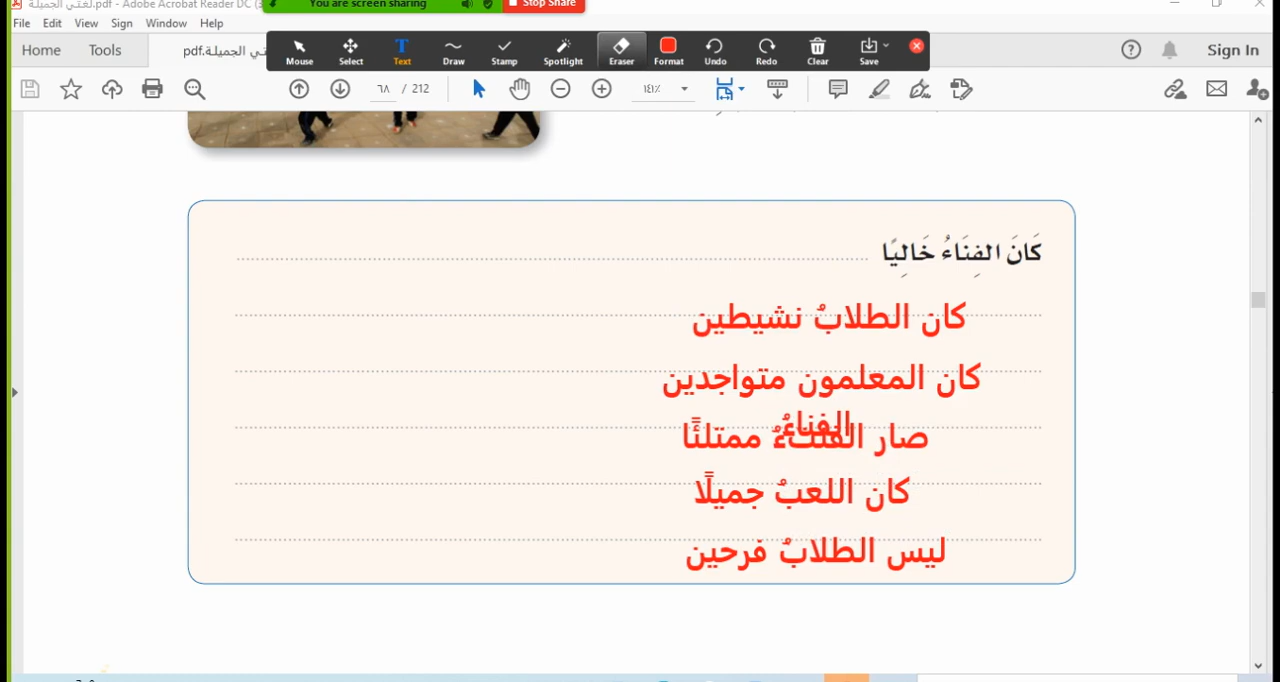 لغتي الجميلة.pdf - Adobe Acrobat Reader DC
You are screen sharing
Stop Share
File Edit View Sign Window Help
Home Tools
Mouse Select Text Draw Stamp Spotlight Eraser Format Undo Redo Clear Save
Sign In
٦٨ / 212
١٤١٪
كَانَ الفِنَاءُ خَالِيًا
كان الطلابُ نشيطين
كان المعلمون متواجدين
الفناءُ
صار الفناءُ ممتلئًا
كان اللعبُ جميلًا
ليس الطلابُ فرحين